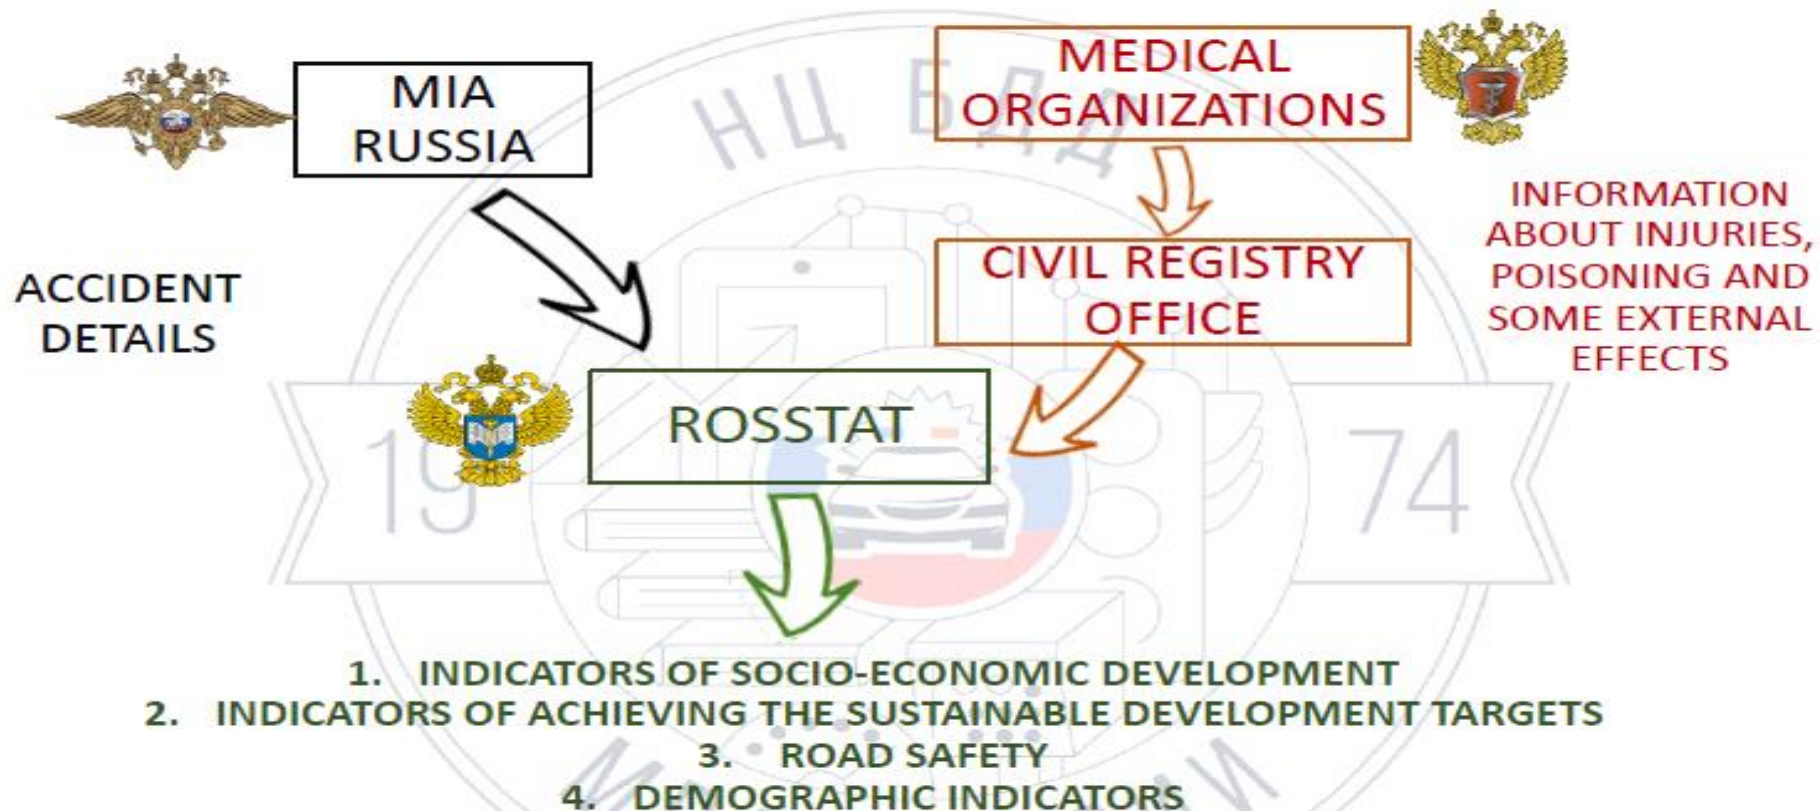 MIA
RUSSIA
MEDICAL
ORGANIZATIONS
НЦ БДД
INFORMATION
ABOUT INJURIES,
POISONING AND
SOME EXTERNAL
EFFECTS
ACCIDENT
DETAILS
CIVIL REGISTRY
OFFICE
ROSSTAT
19
74
1. INDICATORS OF SOCIO-ECONOMIC DEVELOPMENT
2. INDICATORS OF ACHIEVING THE SUSTAINABLE DEVELOPMENT TARGETS
3. ROAD SAFETY
4. DEMOGRAPHIC INDICATORS